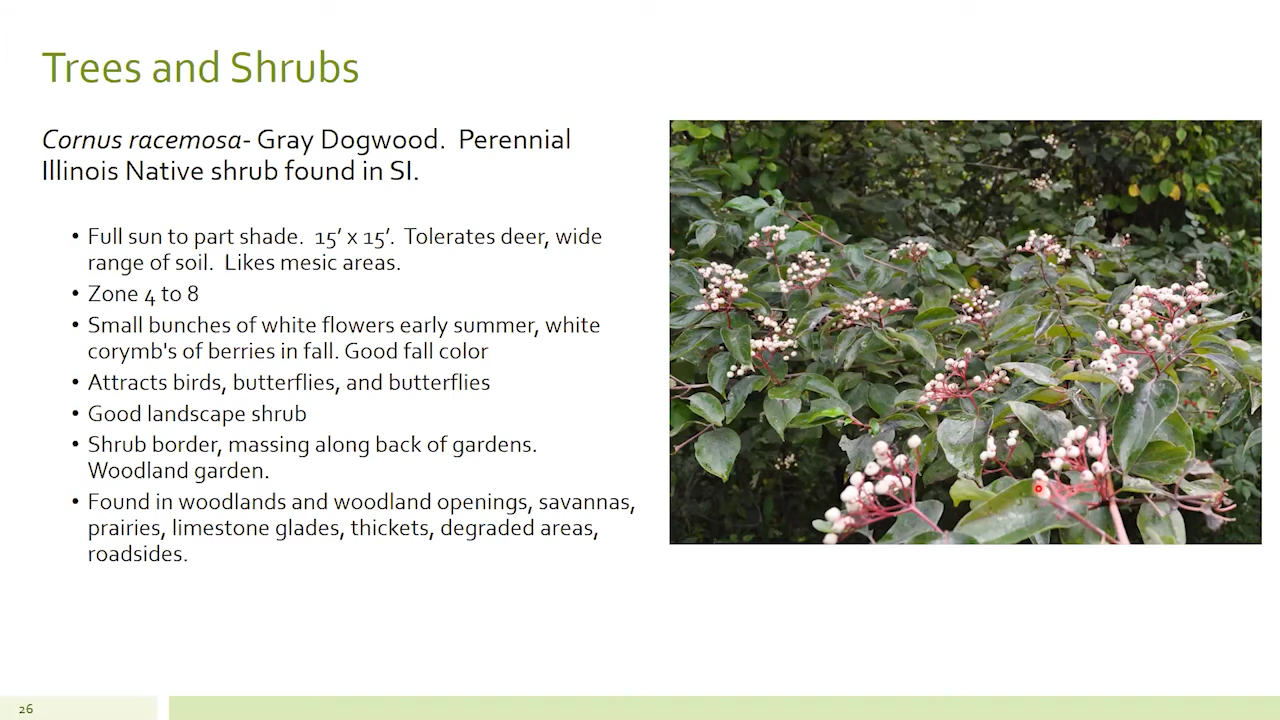 Trees and Shrubs
Cornus racemosa- Gray Dogwood.  Perennial
Illinois Native shrub found in SI.
• Full sun to part shade.  15’ x 15’.  Tolerates deer, wide
range of soil.  Likes mesic areas.
• Zone 4 to 8
• Small bunches of white flowers early summer, white
corymb's of berries in fall. Good fall color
• Attracts birds, butterflies, and butterflies
• Good landscape shrub
• Shrub border, massing along back of gardens.
Woodland garden.
• Found in woodlands and woodland openings, savannas,
prairies, limestone glades, thickets, degraded areas,
roadsides.
26